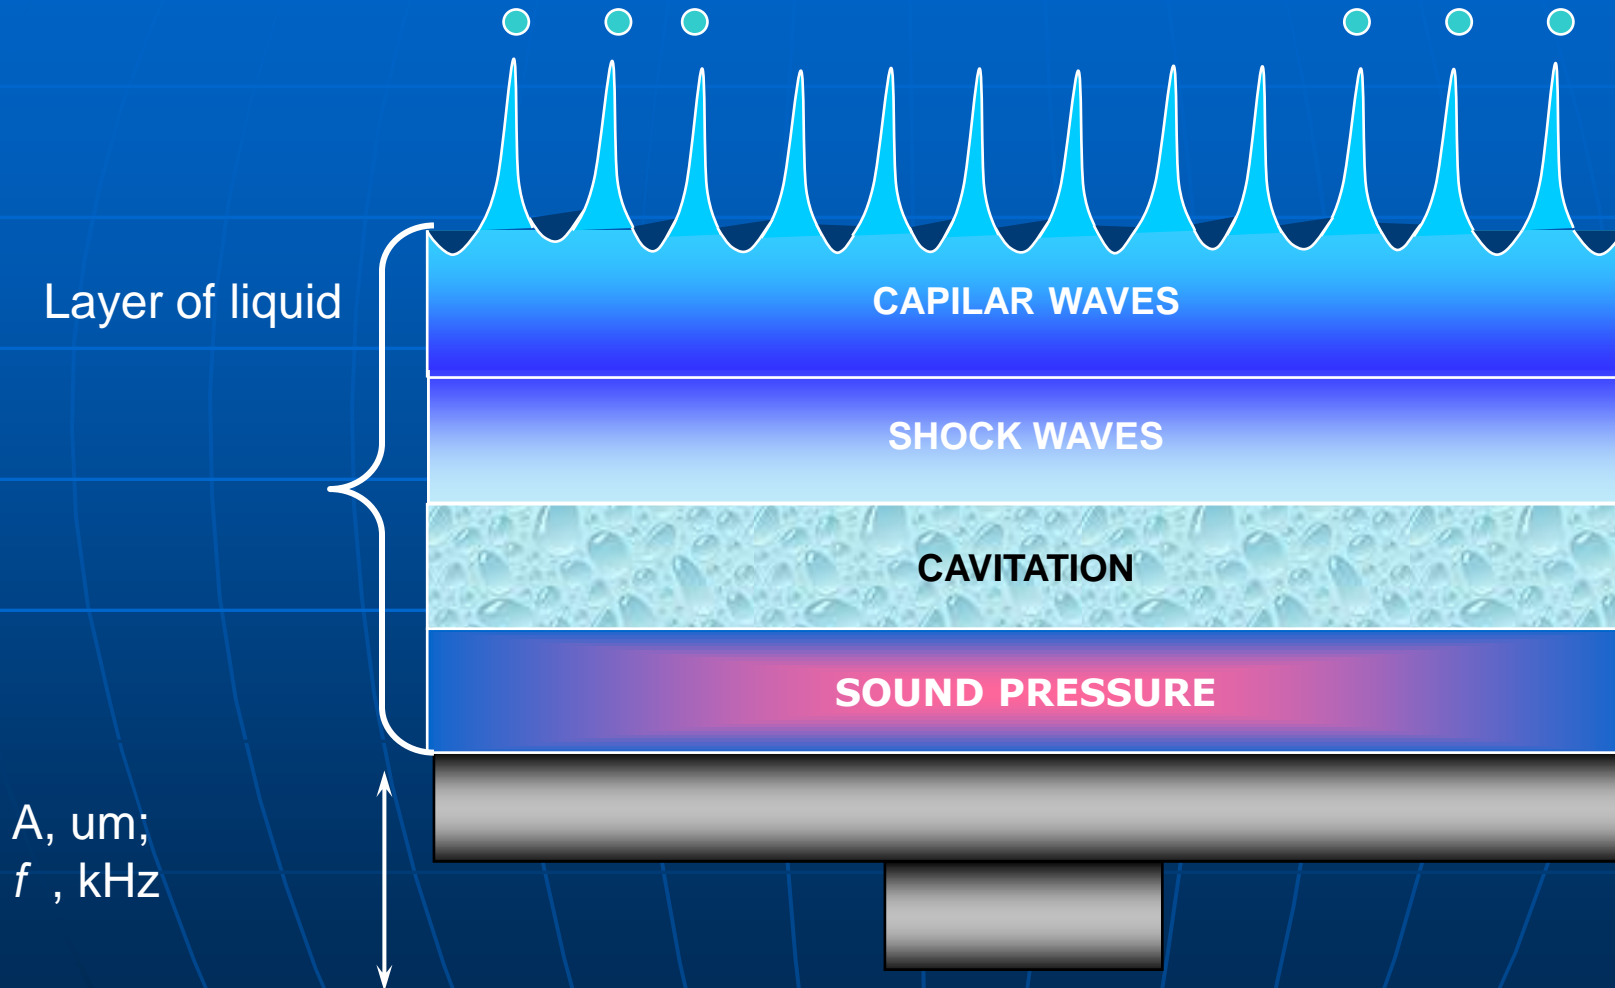 Layer of liquid
CAPILAR WAVES
SHOCK WAVES
CAVITATION
SOUND PRESSURE
A, um;
f , kHz